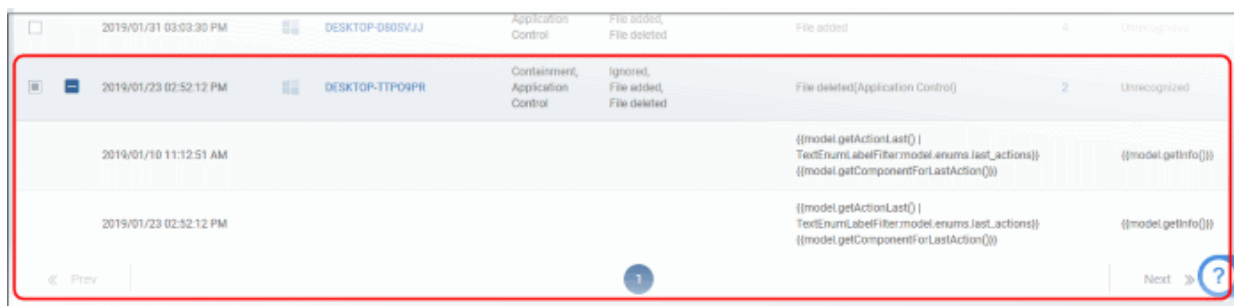 2019/01/31 03:03:30 PM DESKTOP-D80SVJJ Application Control File added, File deleted File added 4 Unrecognized
2019/01/23 02:52:12 PM DESKTOP-TTPO9PR Containment, Application Control Ignored, File added, File deleted File deleted(Application Control) 2 Unrecognized
2019/01/10 11:12:51 AM
{{model.getActionLast() |
TextEnumLabelFilter:model.enums.last_actions}}
{{model.getComponentForLastAction()}}
{{model.getInfo()}}
2019/01/23 02:52:12 PM
{{model.getActionLast() |
TextEnumLabelFilter:model.enums.last_actions}}
{{model.getComponentForLastAction()}}
{{model.getInfo()}}
« Prev 1 Next » ?